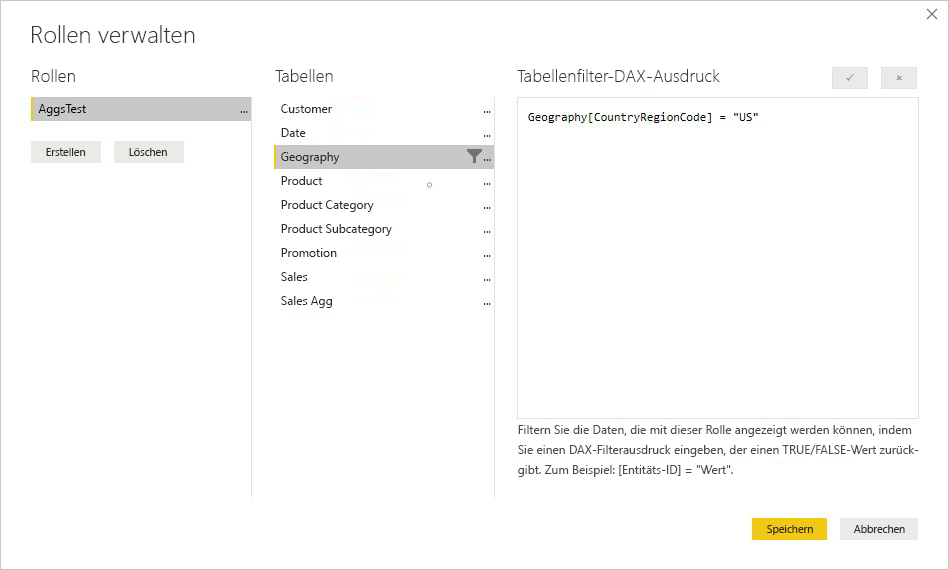 Rollen verwalten
Rollen
AggsTest
...
Erstellen
Löschen
Tabellen
Customer
...
Date
...
Geography
...
Product
...
Product Category
...
Product Subcategory
...
Promotion
...
Sales
...
Sales Agg
...
Tabellenfilter-DAX-Ausdruck
Geography[CountryRegionCode] = "US"
Filtern Sie die Daten, die mit dieser Rolle angezeigt werden können, indem
Sie einen DAX-Filterausdruck eingeben, der einen TRUE/FALSE-Wert zurück-
gibt. Zum Beispiel: [Entitäts-ID] = "Wert".
Speichern
Abbrechen